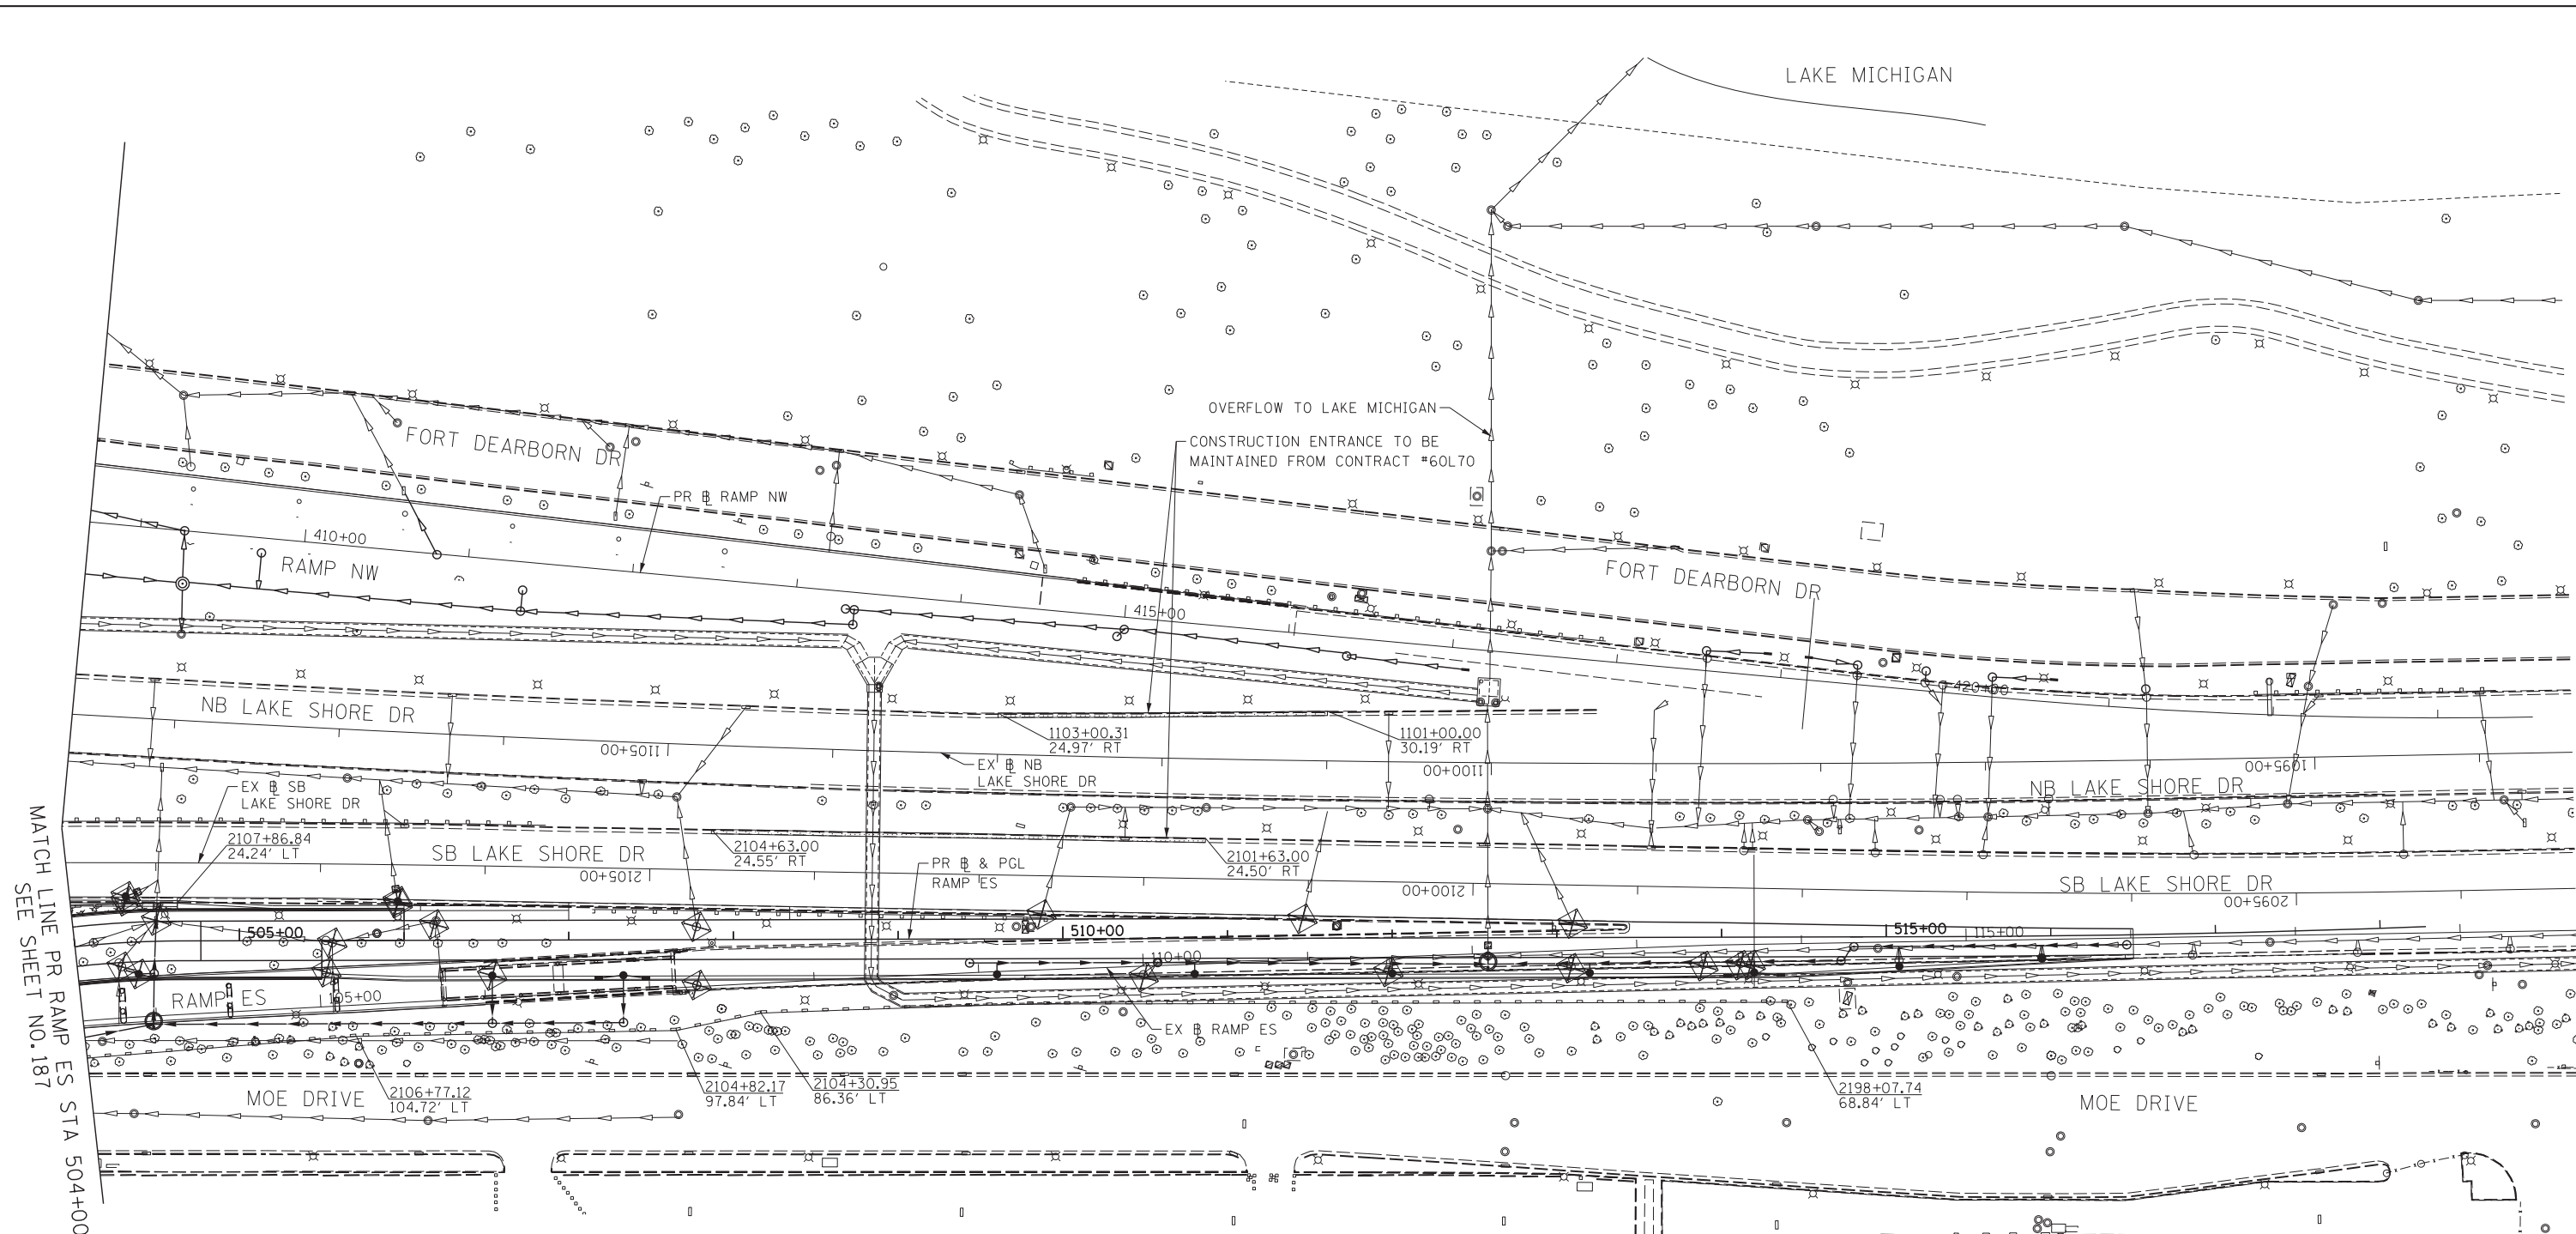 LAKE MICHIGAN
OVERFLOW TO LAKE MICHIGAN
CONSTRUCTION ENTRANCE TO BE
MAINTAINED FROM CONTRACT #60L70
FORT DEARBORN DR
PR ℄ RAMP NW
410+00
RAMP NW
FORT DEARBORN DR
415+00
420+00
NB LAKE SHORE DR
1103+00.31
24.97' RT
1101+00.00
30.19' RT
1105+00
EX ℄ NB
LAKE SHORE DR
1100+00
1095+00
NB LAKE SHORE DR
EX ℄ SB
LAKE SHORE DR
2107+86.84
24.24' LT
SB LAKE SHORE DR
2104+63.00
24.55' RT
2101+63.00
24.50' RT
PR ℄ & PGL
RAMP ES
2105+00
2100+00
SB LAKE SHORE DR
2095+00
505+00
510+00
515+00
115+00
110+00
RAMP ES
105+00
EX ℄ RAMP ES
MOE DRIVE
2106+77.12
104.72' LT
2104+82.17
97.84' LT
2104+30.95
86.36' LT
2198+07.74
68.84' LT
MOE DRIVE
MATCH LINE PR RAMP ES STA 504+00
SEE SHEET NO.187